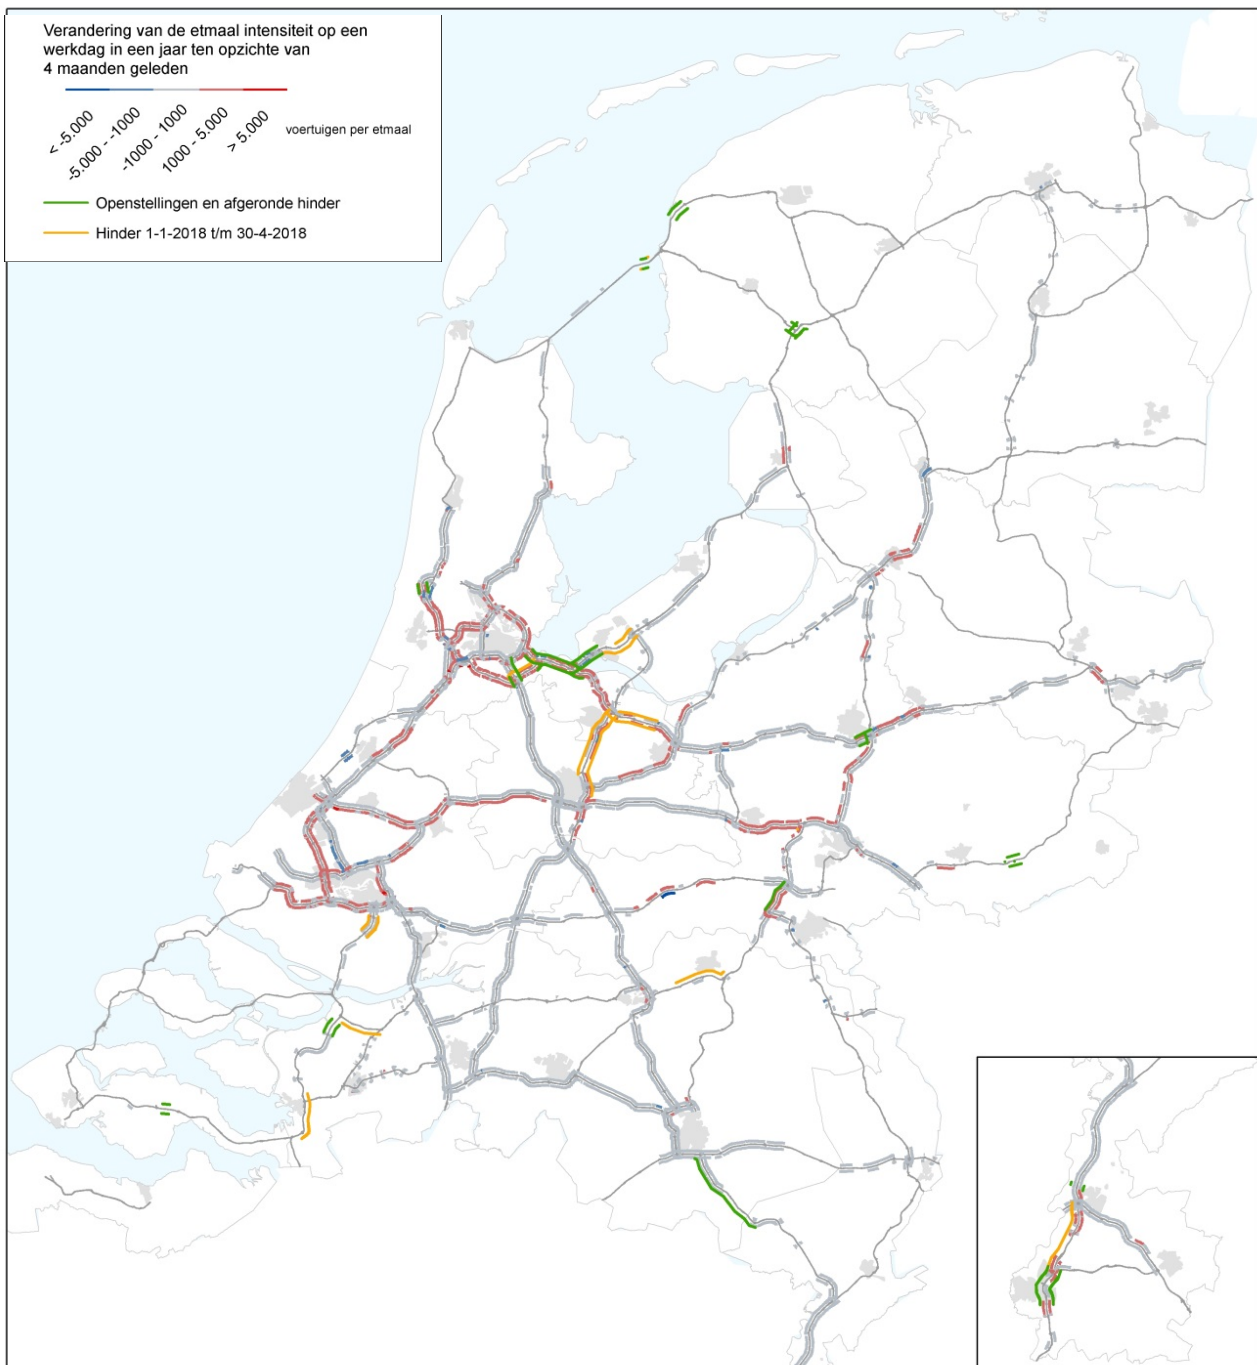 Verandering van de etmaal intensiteit op een
werkdag in een jaar ten opzichte van
4 maanden geleden
< -5.000
-5.000 - -1000
-1000 - 1000
1000 - 5.000
> 5.000
voertuigen per etmaal
Openstellingen en afgeronde hinder
Hinder 1-1-2018 t/m 30-4-2018